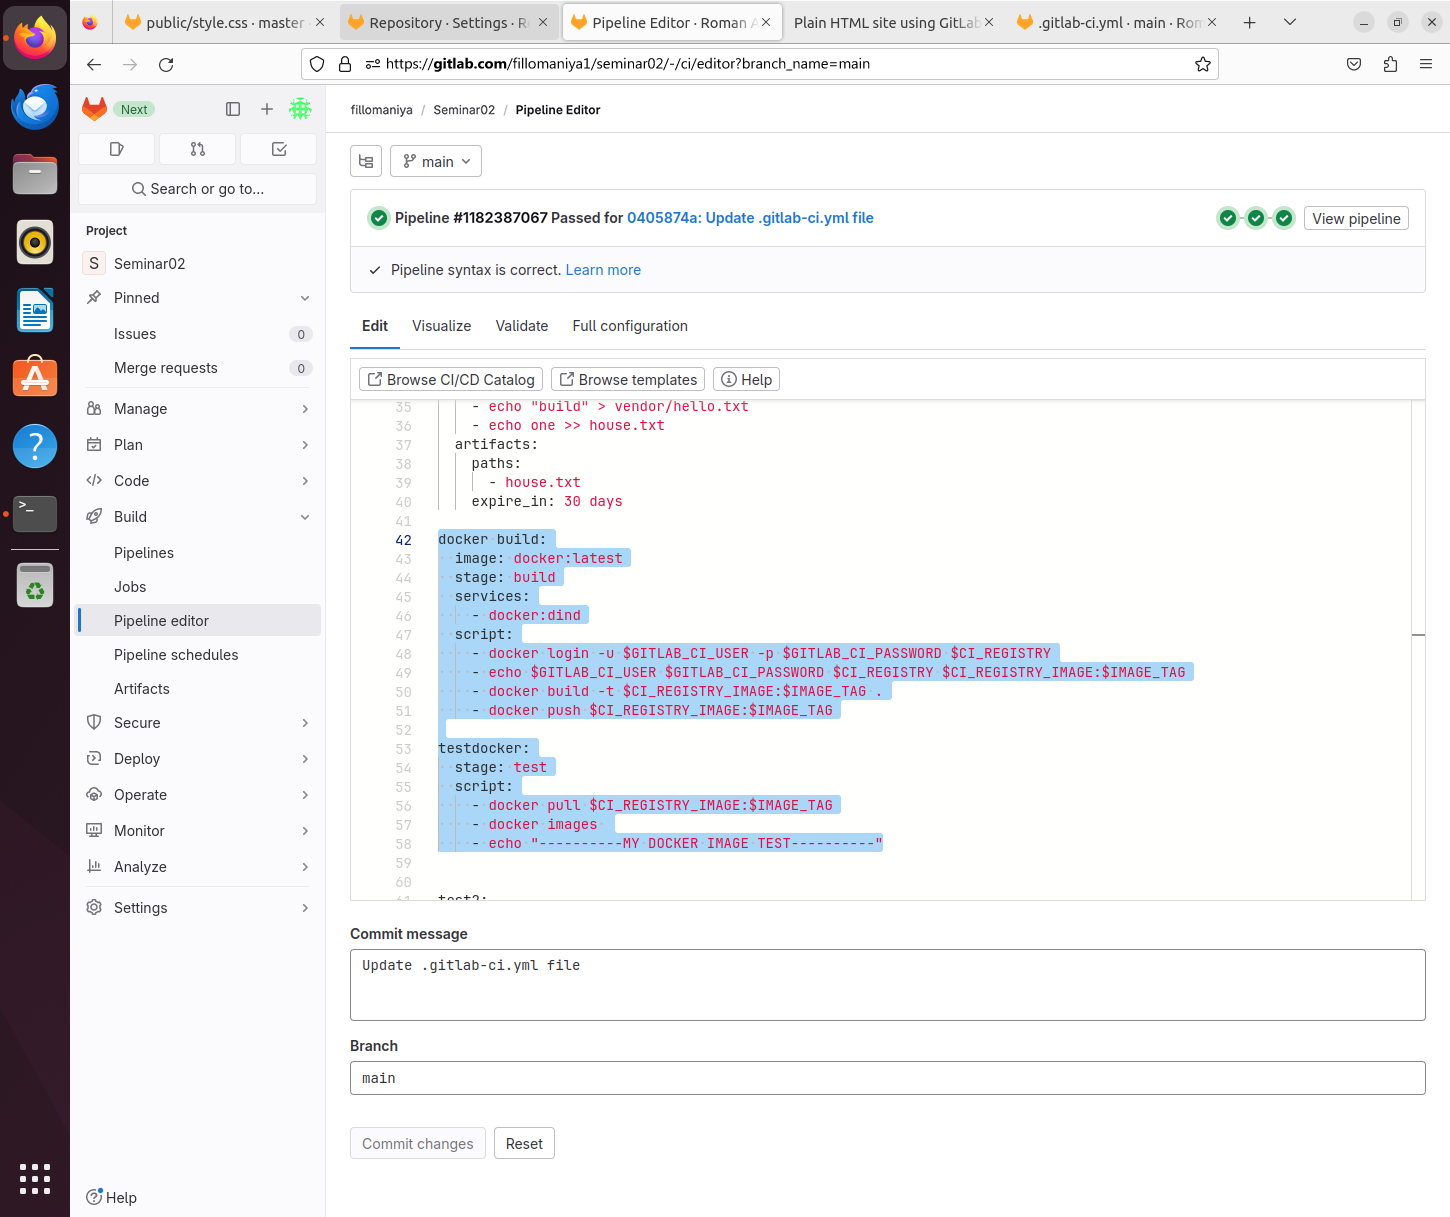 public/style.css · master
Repository · Settings · R
Pipeline Editor · Roman A
Plain HTML site using GitLab
.gitlab-ci.yml · main · Rom
https://gitlab.com/fillomaniya1/seminar02/-/ci/editor?branch_name=main
Next
Search or go to...
Project
S Seminar02
Pinned
Issues 0
Merge requests 0
Manage
Plan
Code
Build
Pipelines
Jobs
Pipeline editor
Pipeline schedules
Artifacts
Secure
Deploy
Operate
Monitor
Analyze
Settings
Help
fillomaniya / Seminar02 / Pipeline Editor
main
Pipeline #1182387067 Passed for 0405874a: Update .gitlab-ci.yml file
View pipeline
Pipeline syntax is correct. Learn more
Edit Visualize Validate Full configuration
Browse CI/CD Catalog Browse templates Help
35 - echo "build" > vendor/hello.txt
36 - echo one >> house.txt
37 artifacts:
38 paths:
39 - house.txt
40 expire_in: 30 days
41
42 docker build:
43 image: docker:latest
44 stage: build
45 services:
46 - docker:dind
47 script:
48 - docker login -u $GITLAB_CI_USER -p $GITLAB_CI_PASSWORD $CI_REGISTRY
49 - echo $GITLAB_CI_USER $GITLAB_CI_PASSWORD $CI_REGISTRY $CI_REGISTRY_IMAGE:$IMAGE_TAG
50 - docker build -t $CI_REGISTRY_IMAGE:$IMAGE_TAG .
51 - docker push $CI_REGISTRY_IMAGE:$IMAGE_TAG
52
53 testdocker:
54 stage: test
55 script:
56 - docker pull $CI_REGISTRY_IMAGE:$IMAGE_TAG
57 - docker images
58 - echo "----------MY DOCKER IMAGE TEST----------"
59
60
61 test2:
Commit message
Update .gitlab-ci.yml file
Branch
main
Commit changes Reset